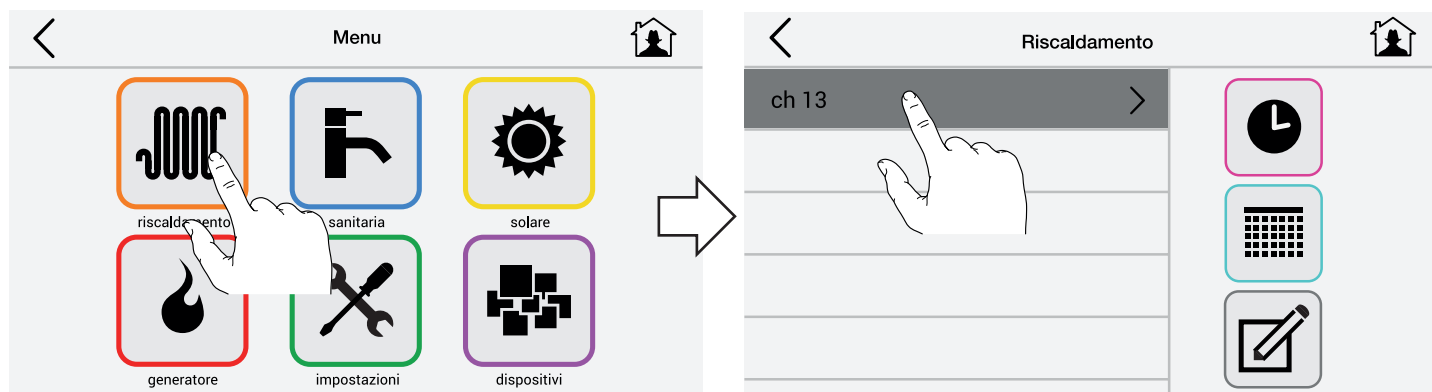 Menu
riscaldamento
sanitaria
solare
generatore
impostazioni
dispositivi
Riscaldamento
ch 13